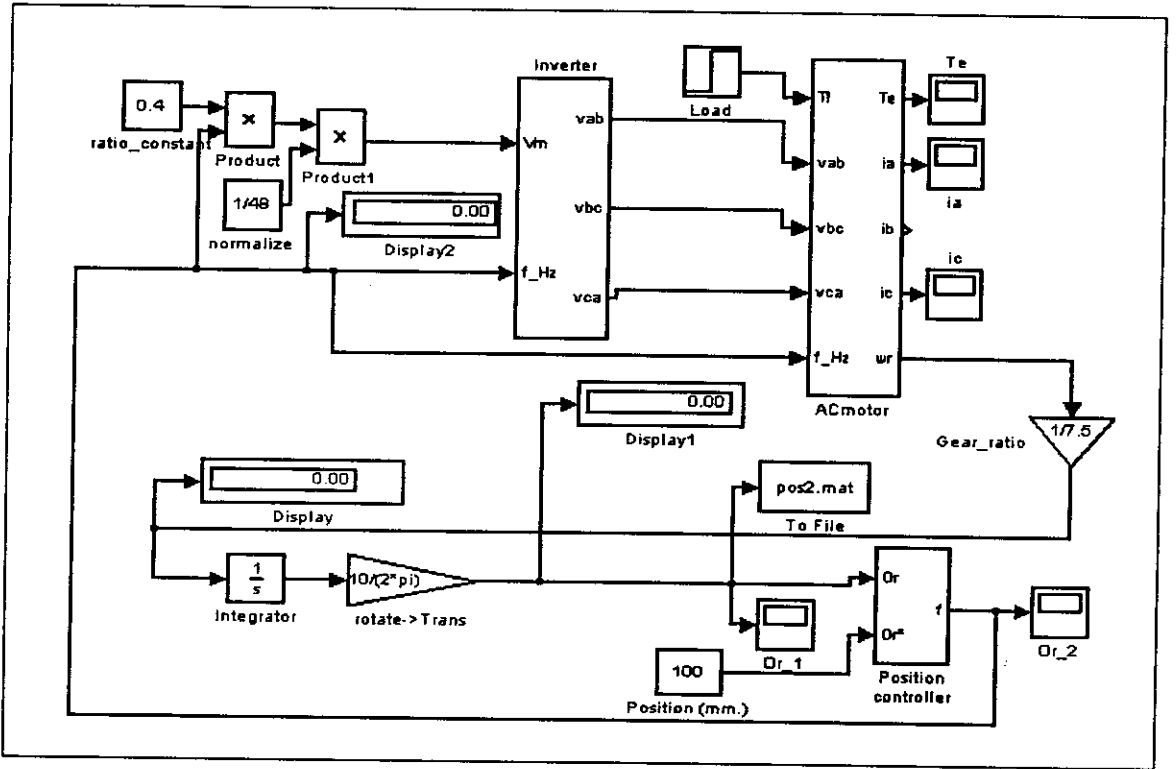 Inverter
Te
0.4
Load
Tl
Te
ratio_constant
×
Product
×
Product1
Vm
vab
vab
ia
ia
1/48
normalize
0.00
Display2
vbc
vbc
ib
ic
f_Hz
vca
vca
ic
f_Hz
wr
ACmotor
0.00
Display1
1/7.5
Gear_ratio
0.00
Display
pos2.mat
To File
1
s
Integrator
10/(2*pi)
rotate->Trans
Or
Or*
f
Or_1
Or_2
100
Position (mm.)
Position
controller